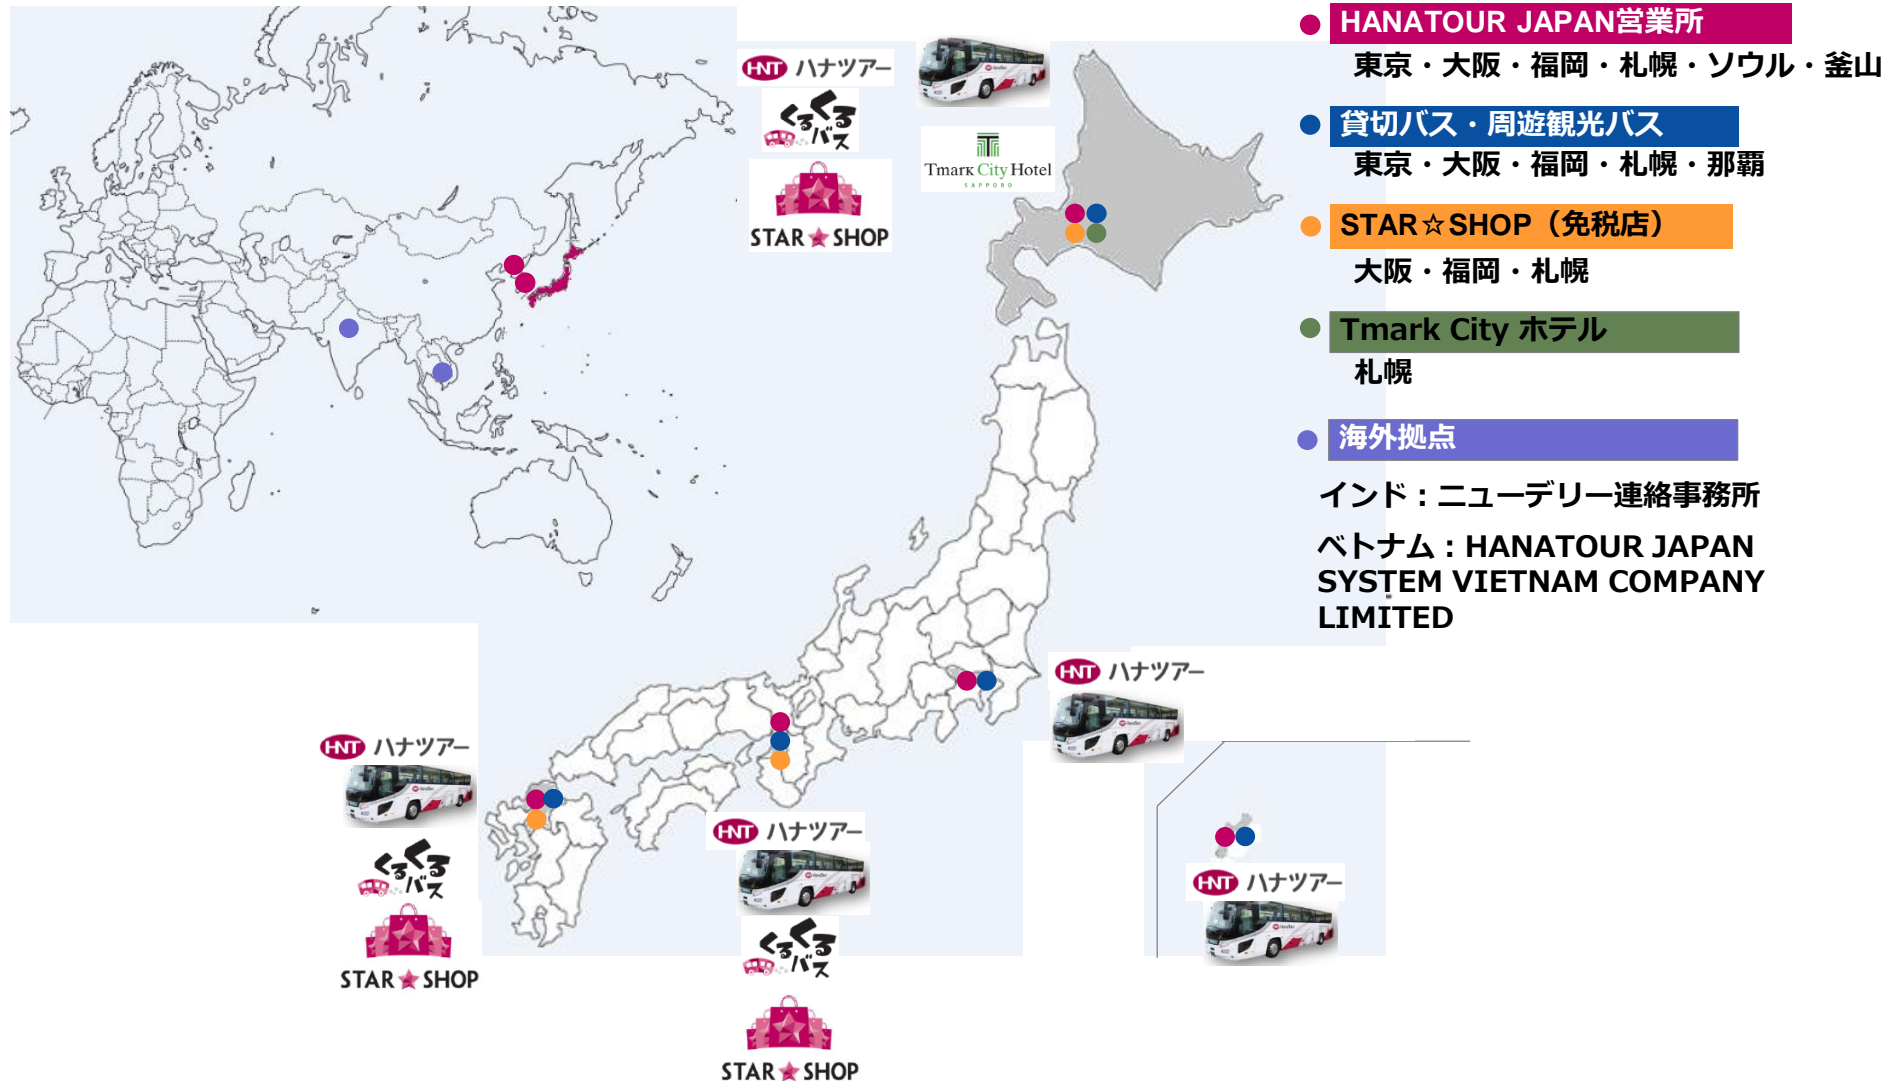 HANATOUR JAPAN営業所
東京・大阪・福岡・札幌・ソウル・釜山
貸切バス・周遊観光バス
東京・大阪・福岡・札幌・那覇
STAR☆SHOP（免税店）
大阪・福岡・札幌
Tmark City ホテル
札幌
海外拠点
インド：ニューデリー連絡事務所
ベトナム：HANATOUR JAPAN
SYSTEM VIETNAM COMPANY
LIMITED
HNT ハナツアー
くるくる
バス
STAR★SHOP
Tmark City Hotel
SAPPORO
HNT ハナツアー
HNT ハナツアー
くるくる
バス
STAR★SHOP
HNT ハナツアー
くるくる
バス
STAR★SHOP
HNT ハナツアー